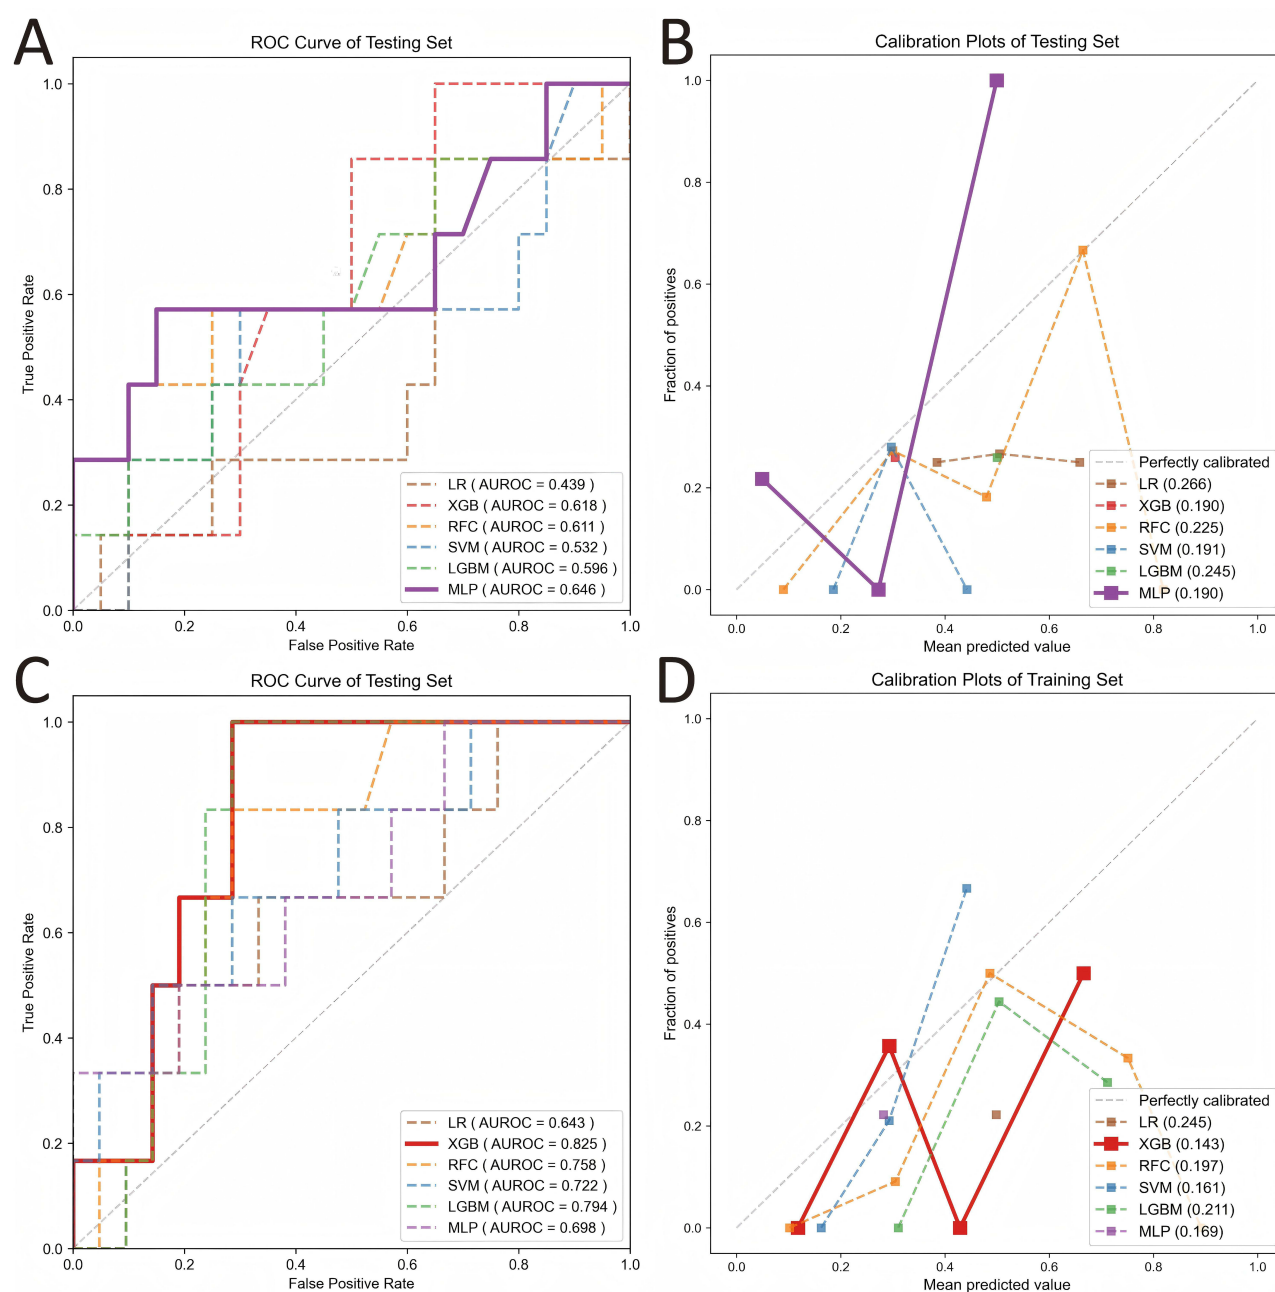 A
ROC Curve of Testing Set
True Positive Rate
1.0
0.8
0.6
0.4
0.2
0.0
LR ( AUROC = 0.439 )
XGB ( AUROC = 0.618 )
RFC ( AUROC = 0.611 )
SVM ( AUROC = 0.532 )
LGBM ( AUROC = 0.596 )
MLP ( AUROC = 0.646 )
0.0 0.2 0.4 0.6 0.8 1.0
False Positive Rate
B
Calibration Plots of Testing Set
Fraction of positives
1.0
0.8
0.6
0.4
0.2
0.0
Perfectly calibrated
LR (0.266)
XGB (0.190)
RFC (0.225)
SVM (0.191)
LGBM (0.245)
MLP (0.190)
0.0 0.2 0.4 0.6 0.8 1.0
Mean predicted value
C
ROC Curve of Testing Set
True Positive Rate
1.0
0.8
0.6
0.4
0.2
0.0
LR ( AUROC = 0.643 )
XGB ( AUROC = 0.825 )
RFC ( AUROC = 0.758 )
SVM ( AUROC = 0.722 )
LGBM ( AUROC = 0.794 )
MLP ( AUROC = 0.698 )
0.0 0.2 0.4 0.6 0.8 1.0
False Positive Rate
D
Calibration Plots of Training Set
Fraction of positives
1.0
0.8
0.6
0.4
0.2
0.0
Perfectly calibrated
LR (0.245)
XGB (0.143)
RFC (0.197)
SVM (0.161)
LGBM (0.211)
MLP (0.169)
0.0 0.2 0.4 0.6 0.8 1.0
Mean predicted value